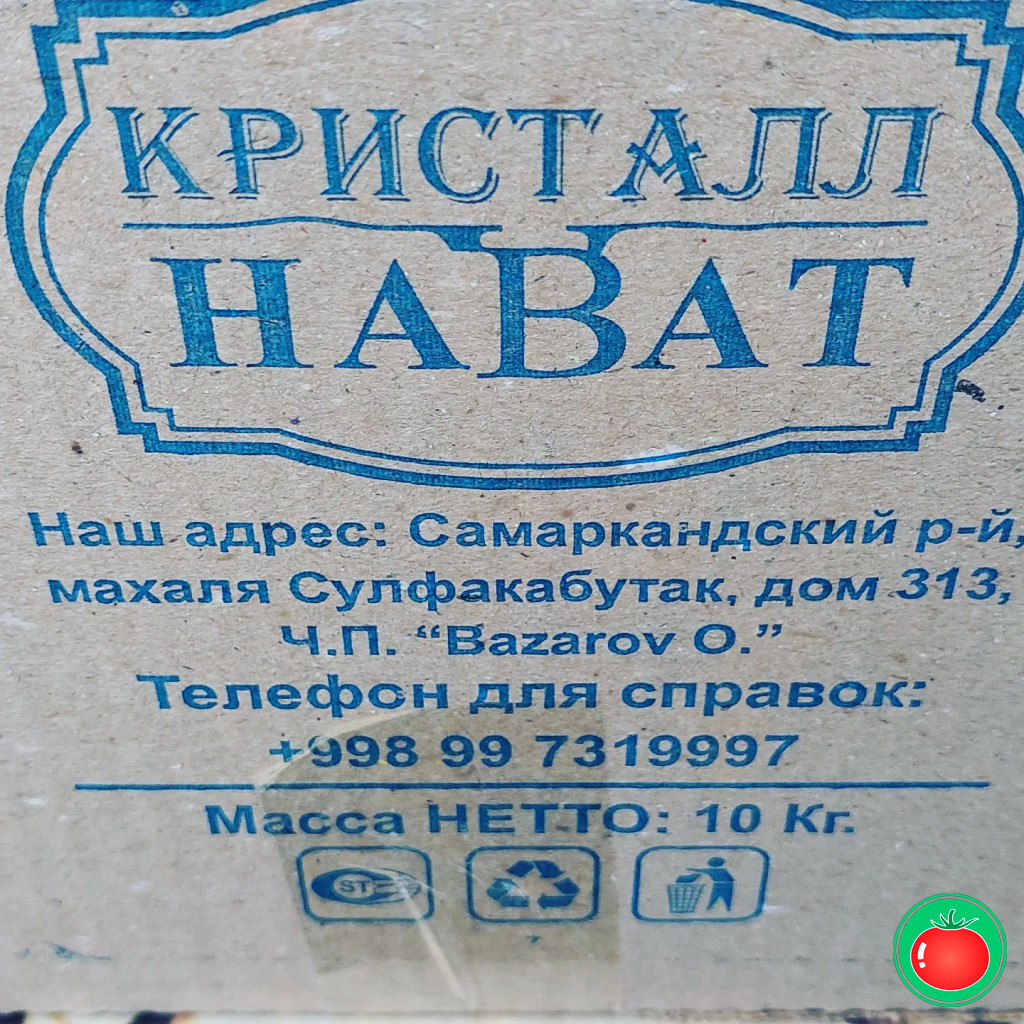 КРИСТАЛЛ
НАВАТ
Наш адрес: Самаркандский р-й,
махаля Сулфакабутак, дом 313,
Ч.П. “Bazarov O.”
Телефон для справок:
+998 99 7319997
Масса НЕТТО: 10 Кг.
ST